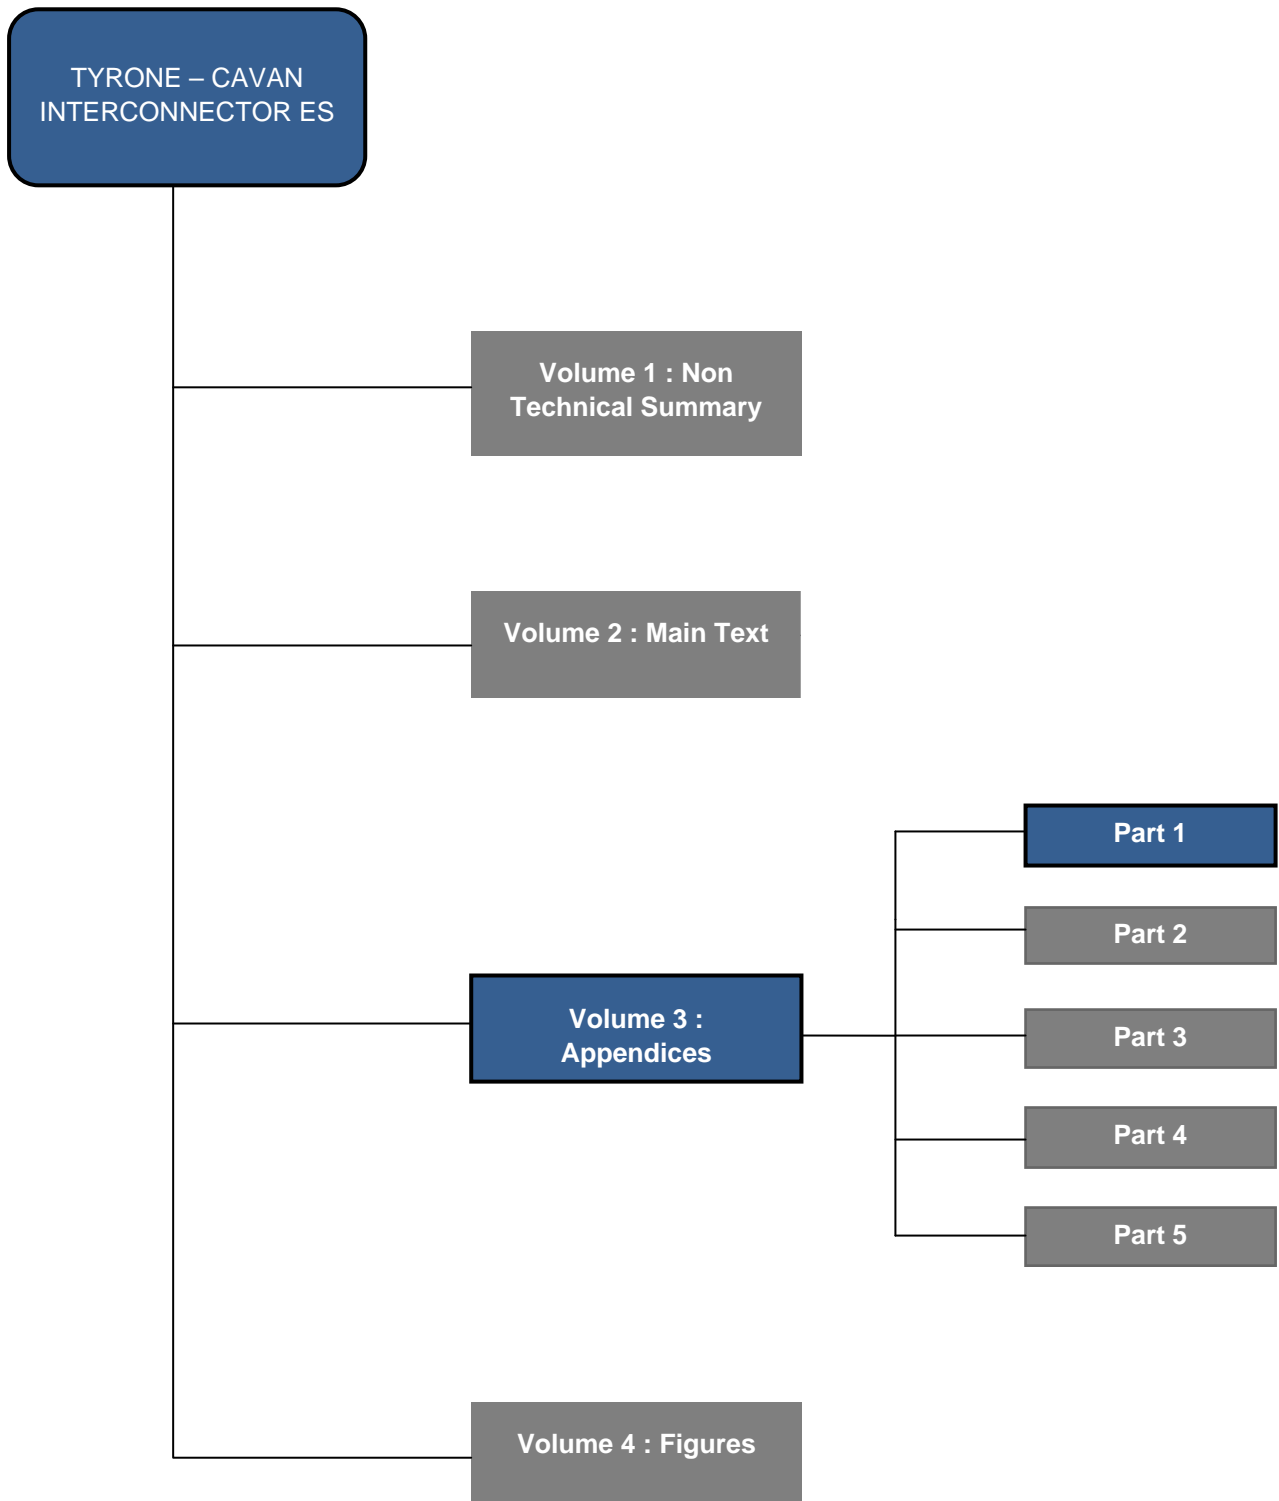 TYRONE – CAVAN
INTERCONNECTOR ES
Volume 1 : Non
Technical Summary
Volume 2 : Main Text
Part 1
Part 2
Volume 3 :
Appendices
Part 3
Part 4
Part 5
Volume 4 : Figures